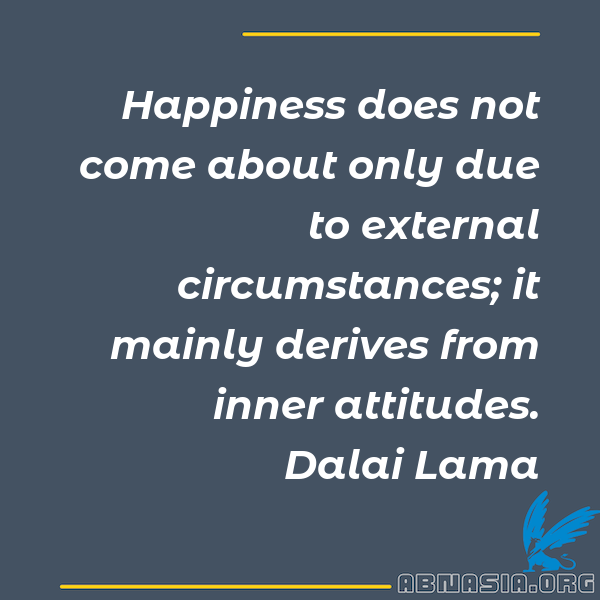 Happiness does not
come about only due
to external
circumstances; it
mainly derives from
inner attitudes.
Dalai Lama
ABNASIA.ORG